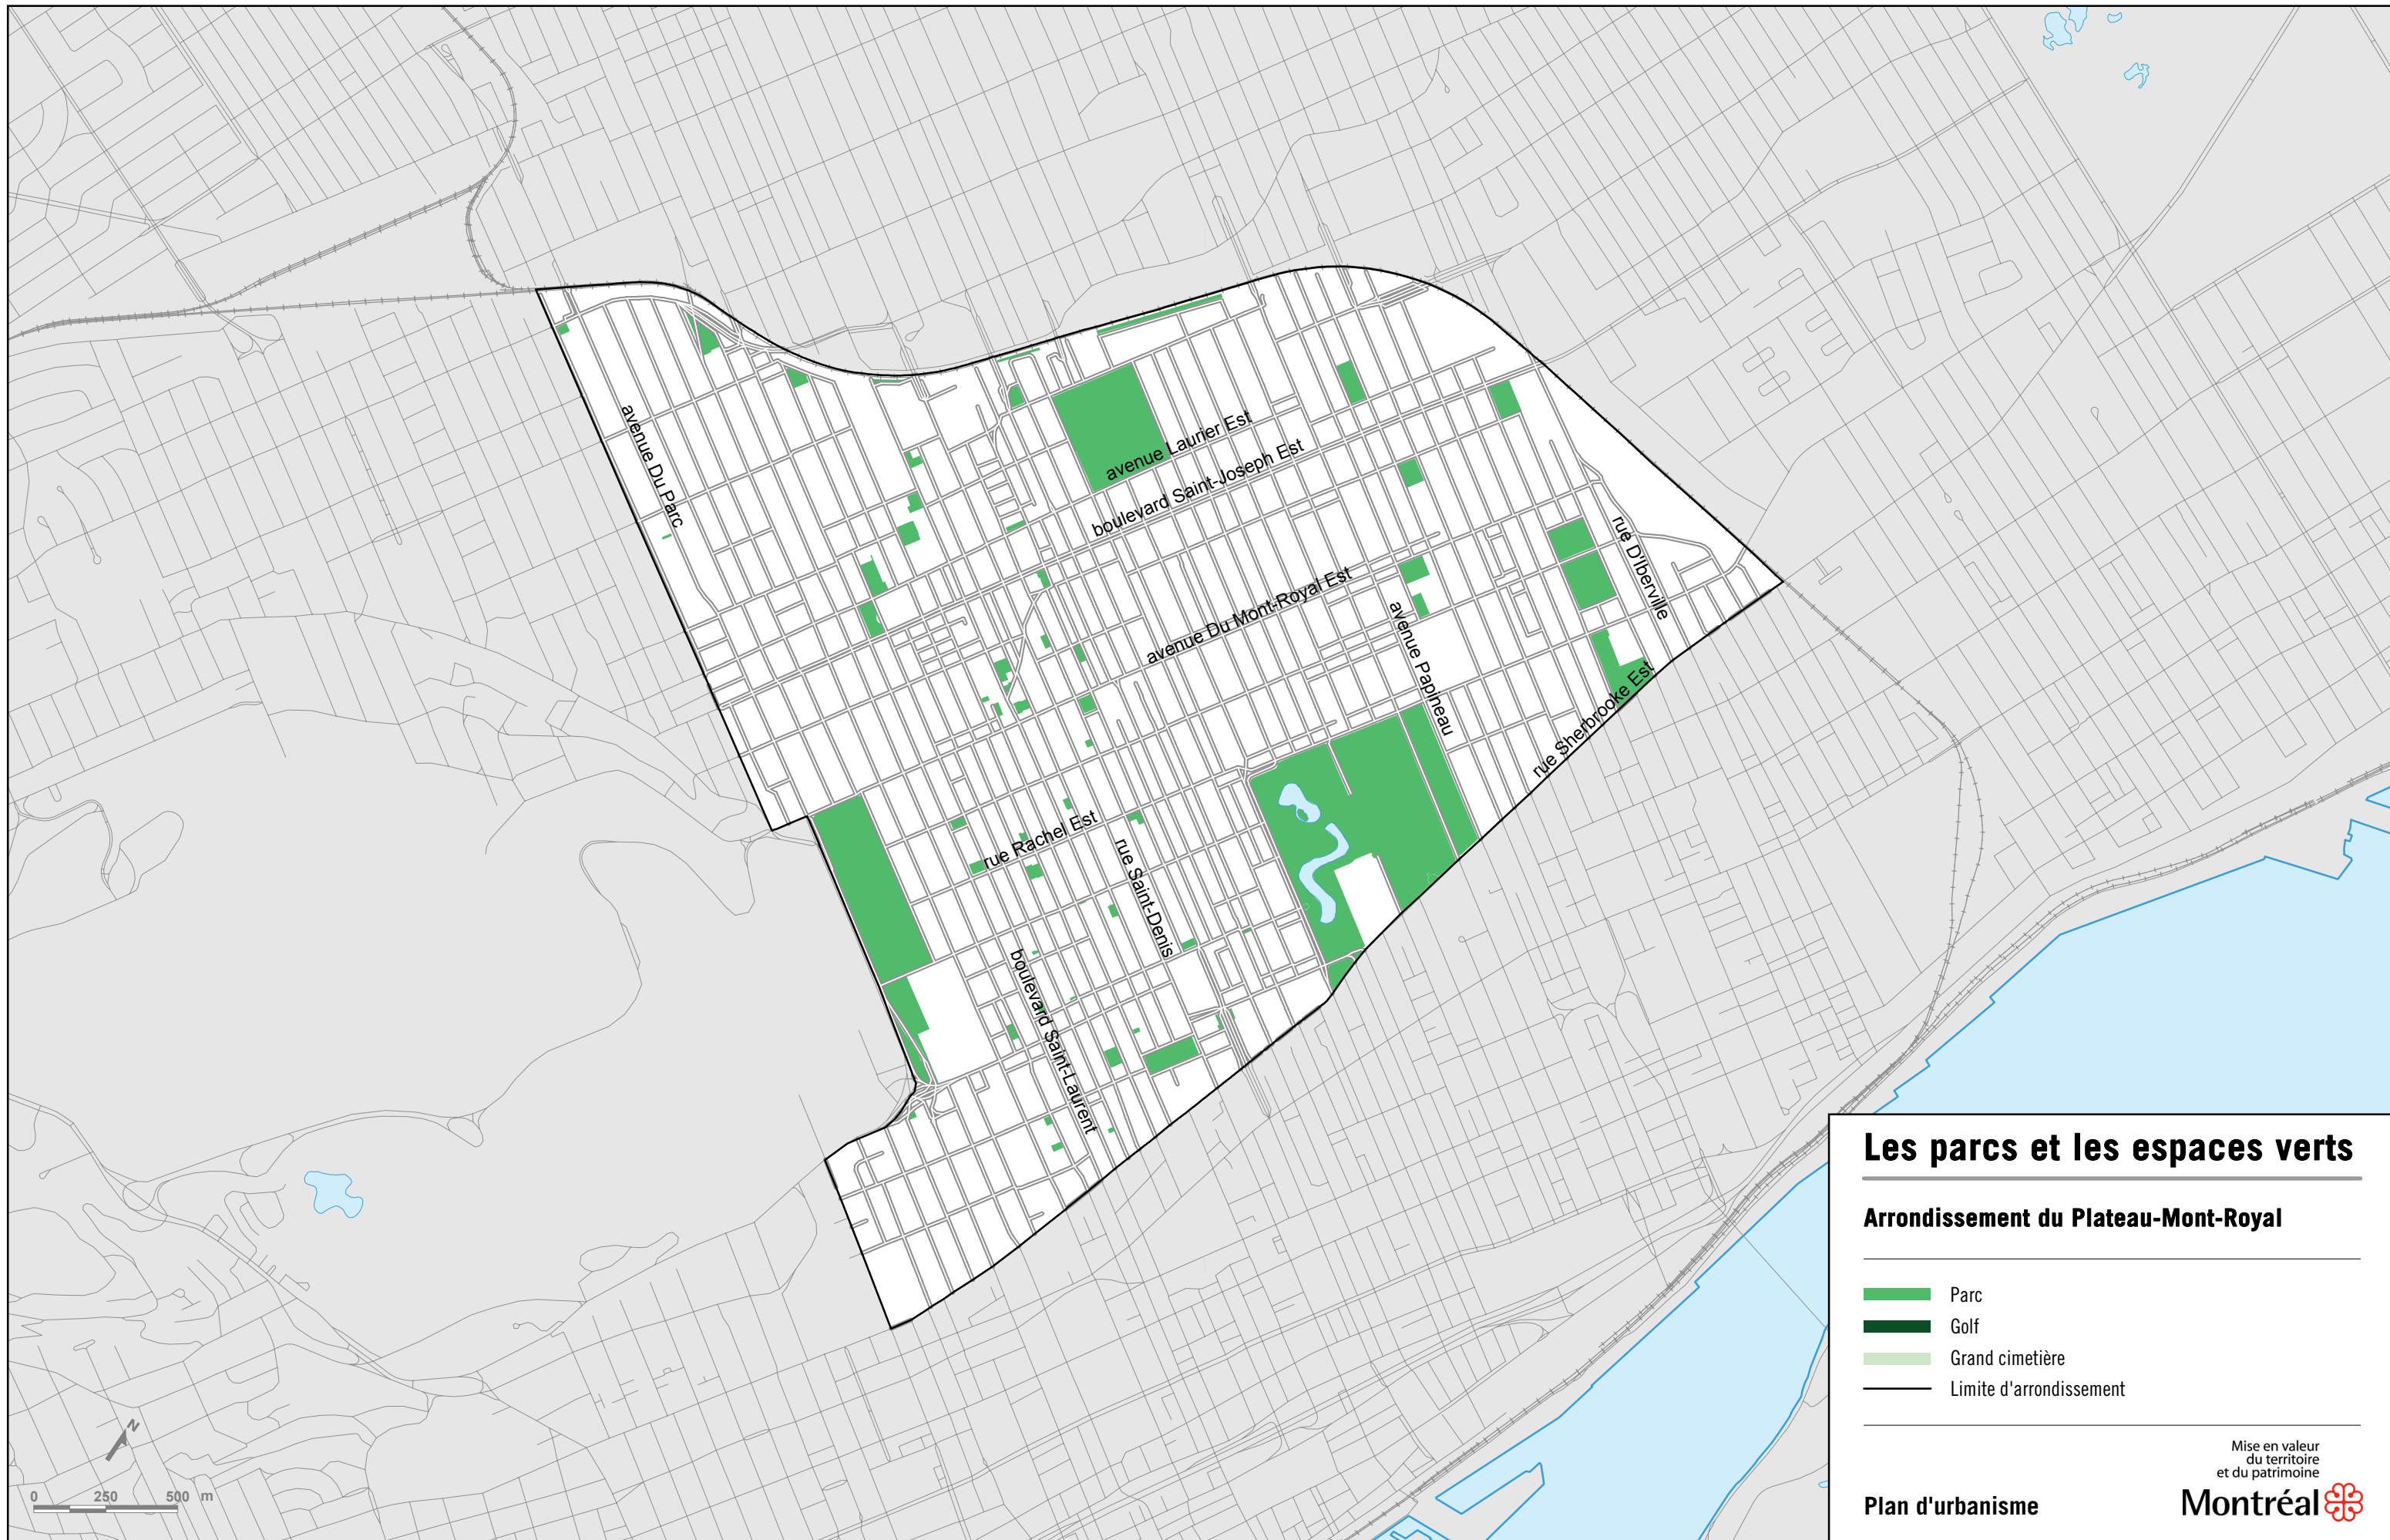 avenue Du Parc
avenue Laurier Est
boulevard Saint-Joseph Est
avenue Du Mont-Royal Est
rue D'Iberville
avenue Papineau
rue Sherbrooke Est
rue Rachel Est
rue Saint-Denis
boulevard Saint-Laurent
N
0 250 500 m
Les parcs et les espaces verts
Arrondissement du Plateau-Mont-Royal
Parc
Golf
Grand cimetière
Limite d'arrondissement
Mise en valeur
du territoire
et du patrimoine
Plan d'urbanisme
Montréal